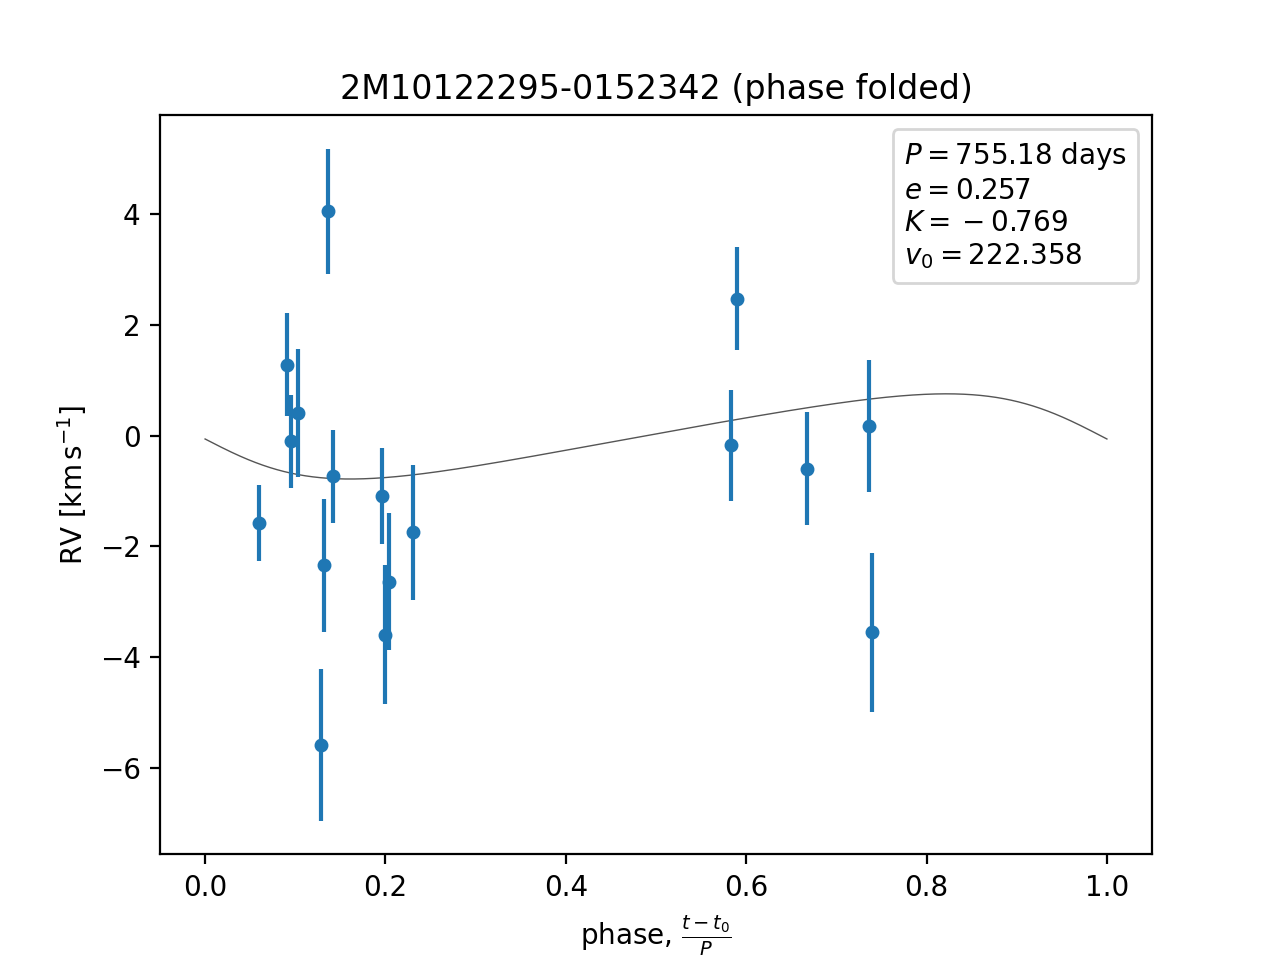 2M10122295-0152342 (phase folded)
P = 755.18 days
e = 0.257
K = −0.769
v₀ = 222.358
4
2
0
−2
−4
−6
RV [km s⁻¹]
0.0 0.2 0.4 0.6 0.8 1.0
phase, (t − t₀)/P